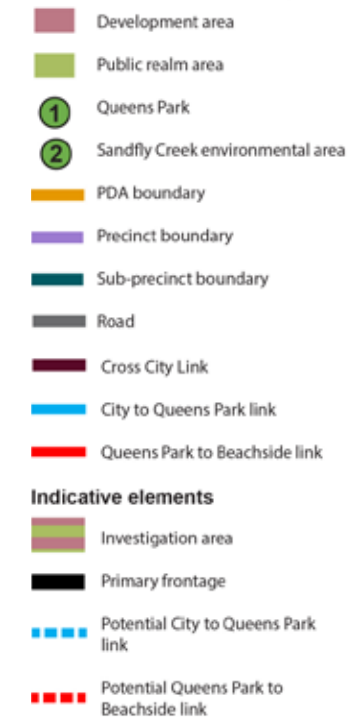 Development area
Public realm area
1 Queens Park
2 Sandfly Creek environmental area
PDA boundary
Precinct boundary
Sub-precinct boundary
Road
Cross City Link
City to Queens Park link
Queens Park to Beachside link
Indicative elements
Investigation area
Primary frontage
Potential City to Queens Park
link
Potential Queens Park to
Beachside link